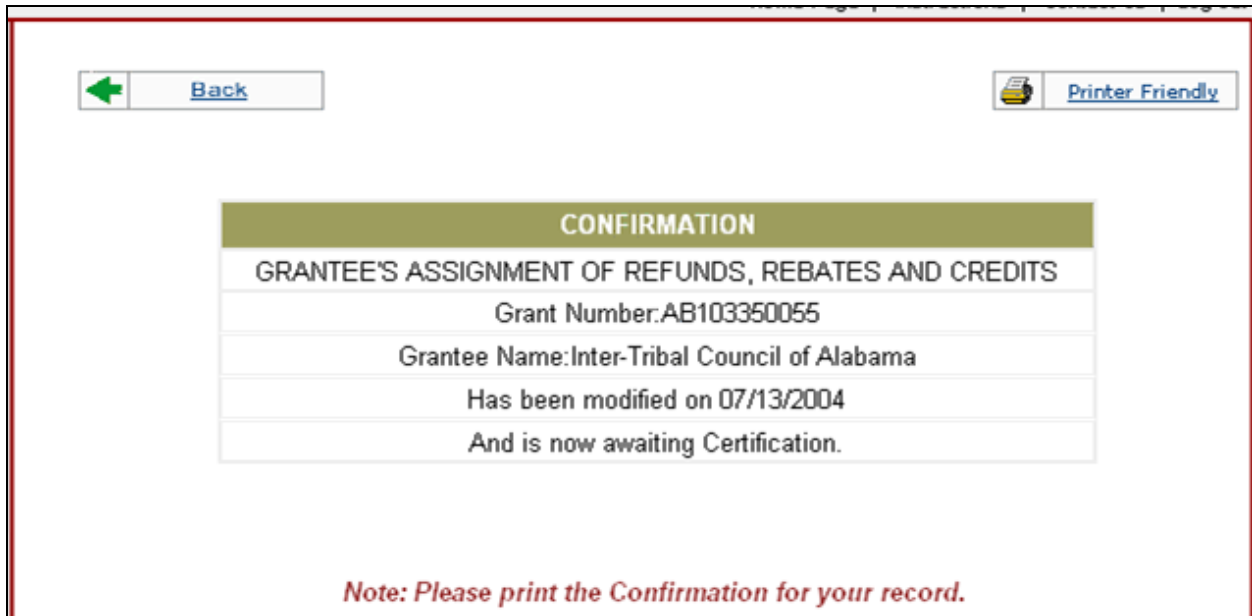 Back
Printer Friendly
CONFIRMATION
GRANTEE'S ASSIGNMENT OF REFUNDS, REBATES AND CREDITS
Grant Number:AB103350055
Grantee Name:Inter-Tribal Council of Alabama
Has been modified on 07/13/2004
And is now awaiting Certification.
Note: Please print the Confirmation for your record.